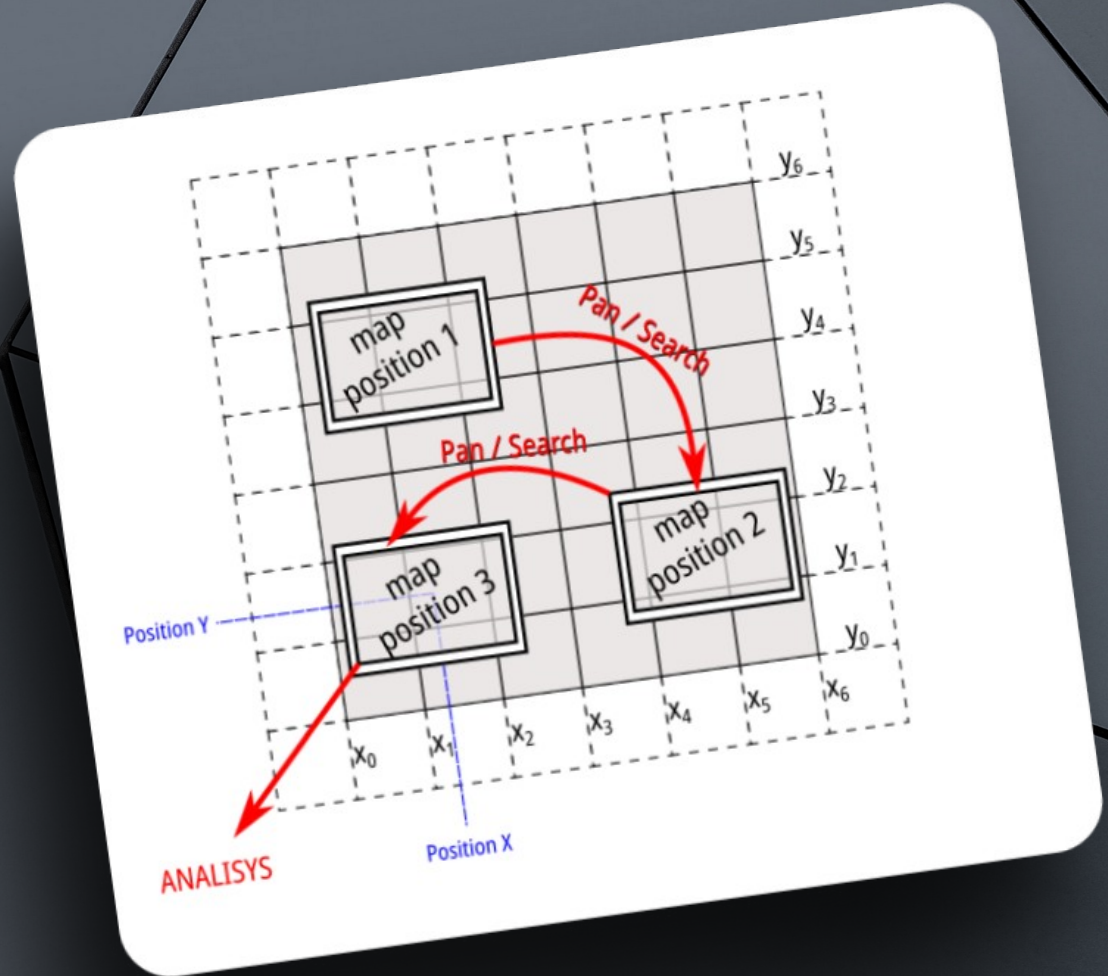 y₆
y₅
Pan / Search
y₄
map
position 1
y₃
Pan / Search
y₂
map
position 2
y₁
map
position 3
Position Y
y₀
x₀
x₁
x₂
x₃
x₄
x₅
x₆
Position X
ANALISYS